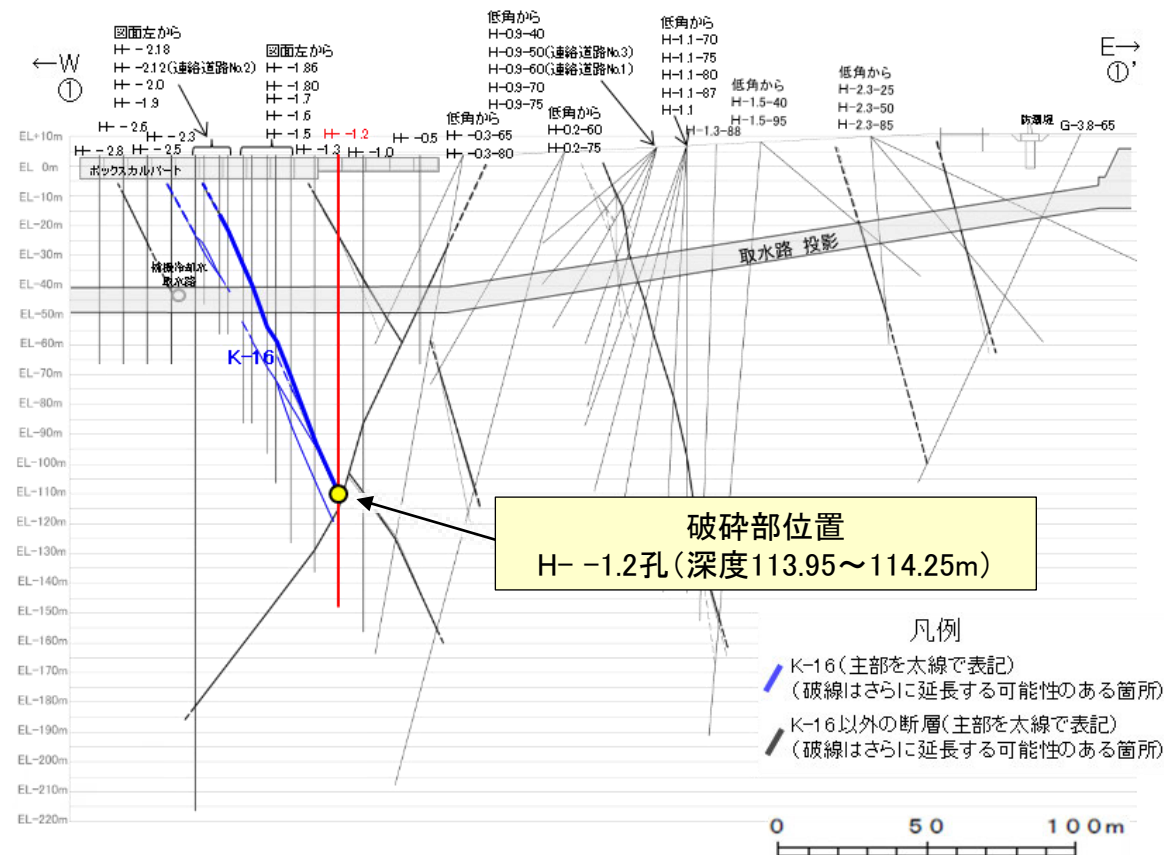 ←W
①
E→
①'
図面左から
H- -2.18
H- -2.12(連絡道路No.2)
H- -2.0
H- -1.9
図面左から
H- -1.86
H- -1.80
H- -1.7
H- -1.6
H- -1.5
低角から
H-0.9-40
H-0.9-50(連絡道路No.3)
H-0.9-60(連絡道路No.1)
H-0.9-70
H-0.9-75
低角から
H-1.1-70
H-1.1-75
H-1.1-80
H-1.1-87
H-1.1
低角から
H-1.5-40
H-1.5-95
低角から
H-2.3-25
H-2.3-50
H-2.3-85
防潮堤
G-3.8-65
H- -2.6
H- -2.3
H- -2.8
H- -2.5
H- -1.2
H- -1.3
H- -1.0
H- -0.5
低角から
H- -0.3-65
H- -0.3-80
低角から
H-0.2-60
H-0.2-75
H-1.3-88
ボックスカルバート
補機冷却水
取水路
取水路 投影
K-16
EL+10m
EL 0m
EL-10m
EL-20m
EL-30m
EL-40m
EL-50m
EL-60m
EL-70m
EL-80m
EL-90m
EL-100m
EL-110m
EL-120m
EL-130m
EL-140m
EL-150m
EL-160m
EL-170m
EL-180m
EL-190m
EL-200m
EL-210m
EL-220m
破砕部位置
H- -1.2孔(深度113.95～114.25m)
凡例
K-16(主部を太線で表記)
(破線はさらに延長する可能性のある箇所)
K-16以外の断層(主部を太線で表記)
(破線はさらに延長する可能性のある箇所)
0 50 100m